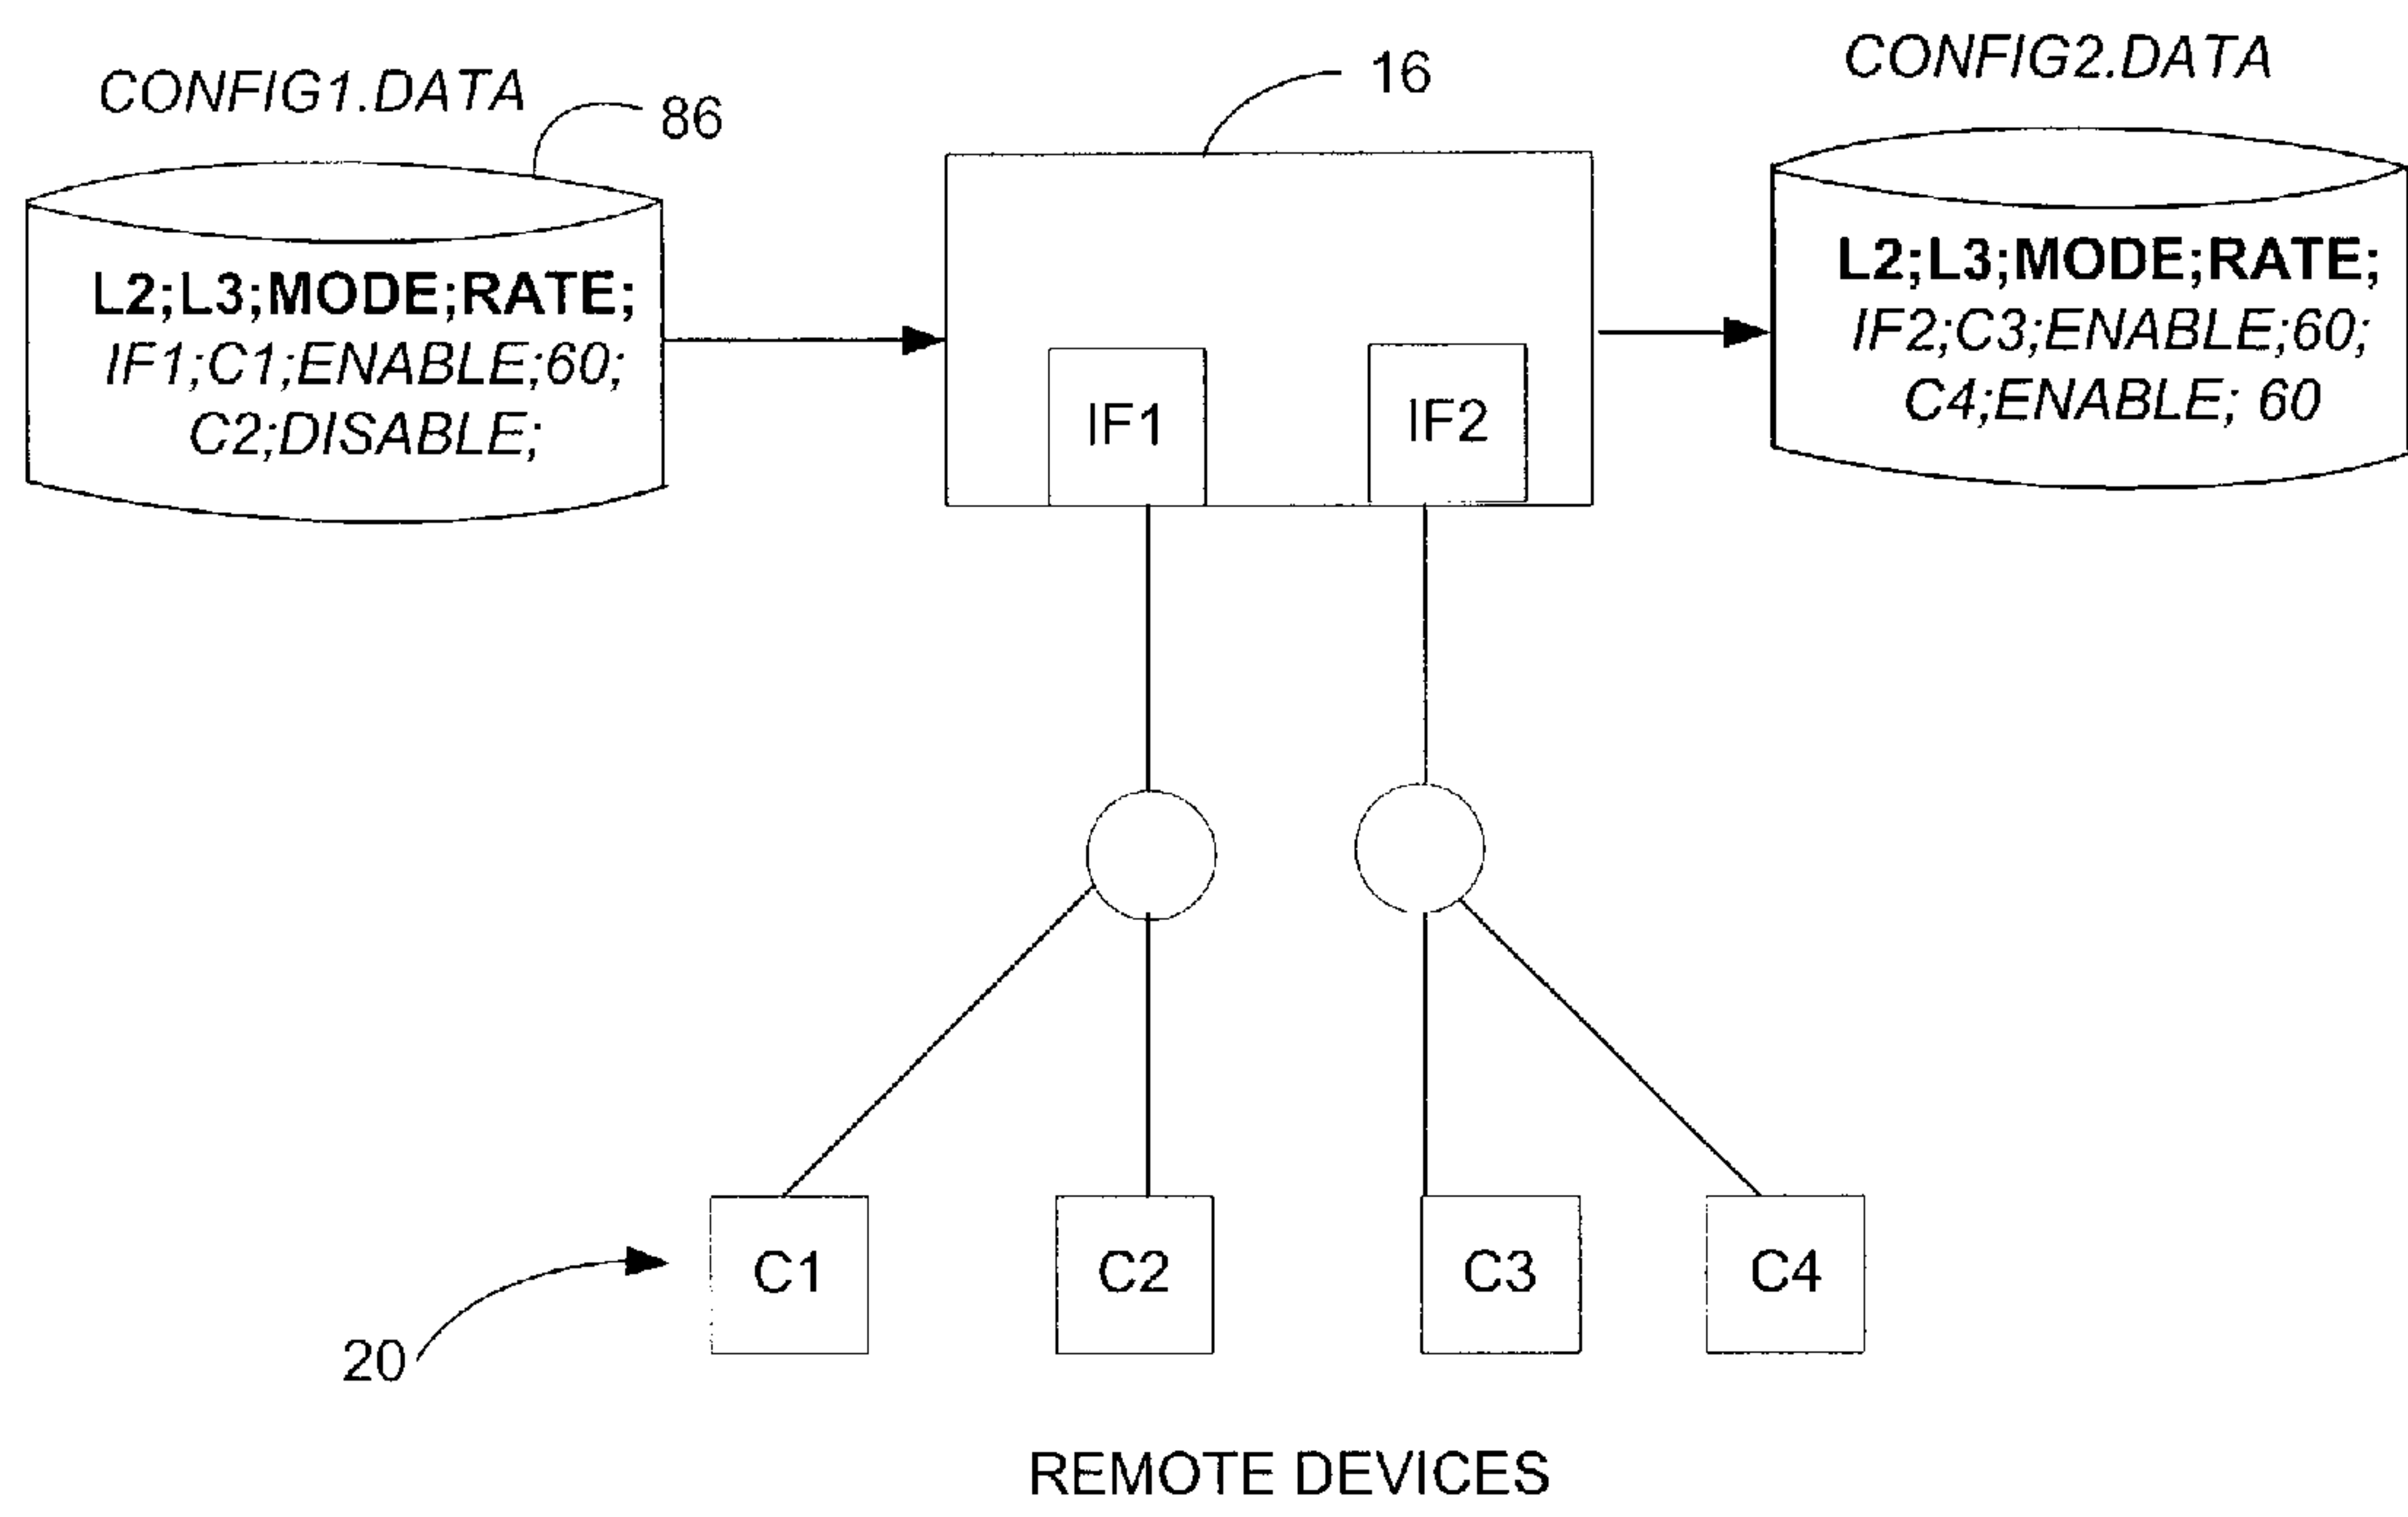 CONFIG1.DATA
86
16
CONFIG2.DATA
L2;L3;MODE;RATE;
IF1;C1;ENABLE;60;
C2;DISABLE;
L2;L3;MODE;RATE;
IF2;C3;ENABLE;60;
C4;ENABLE; 60
IF1
IF2
C1
C2
C3
C4
20
REMOTE DEVICES